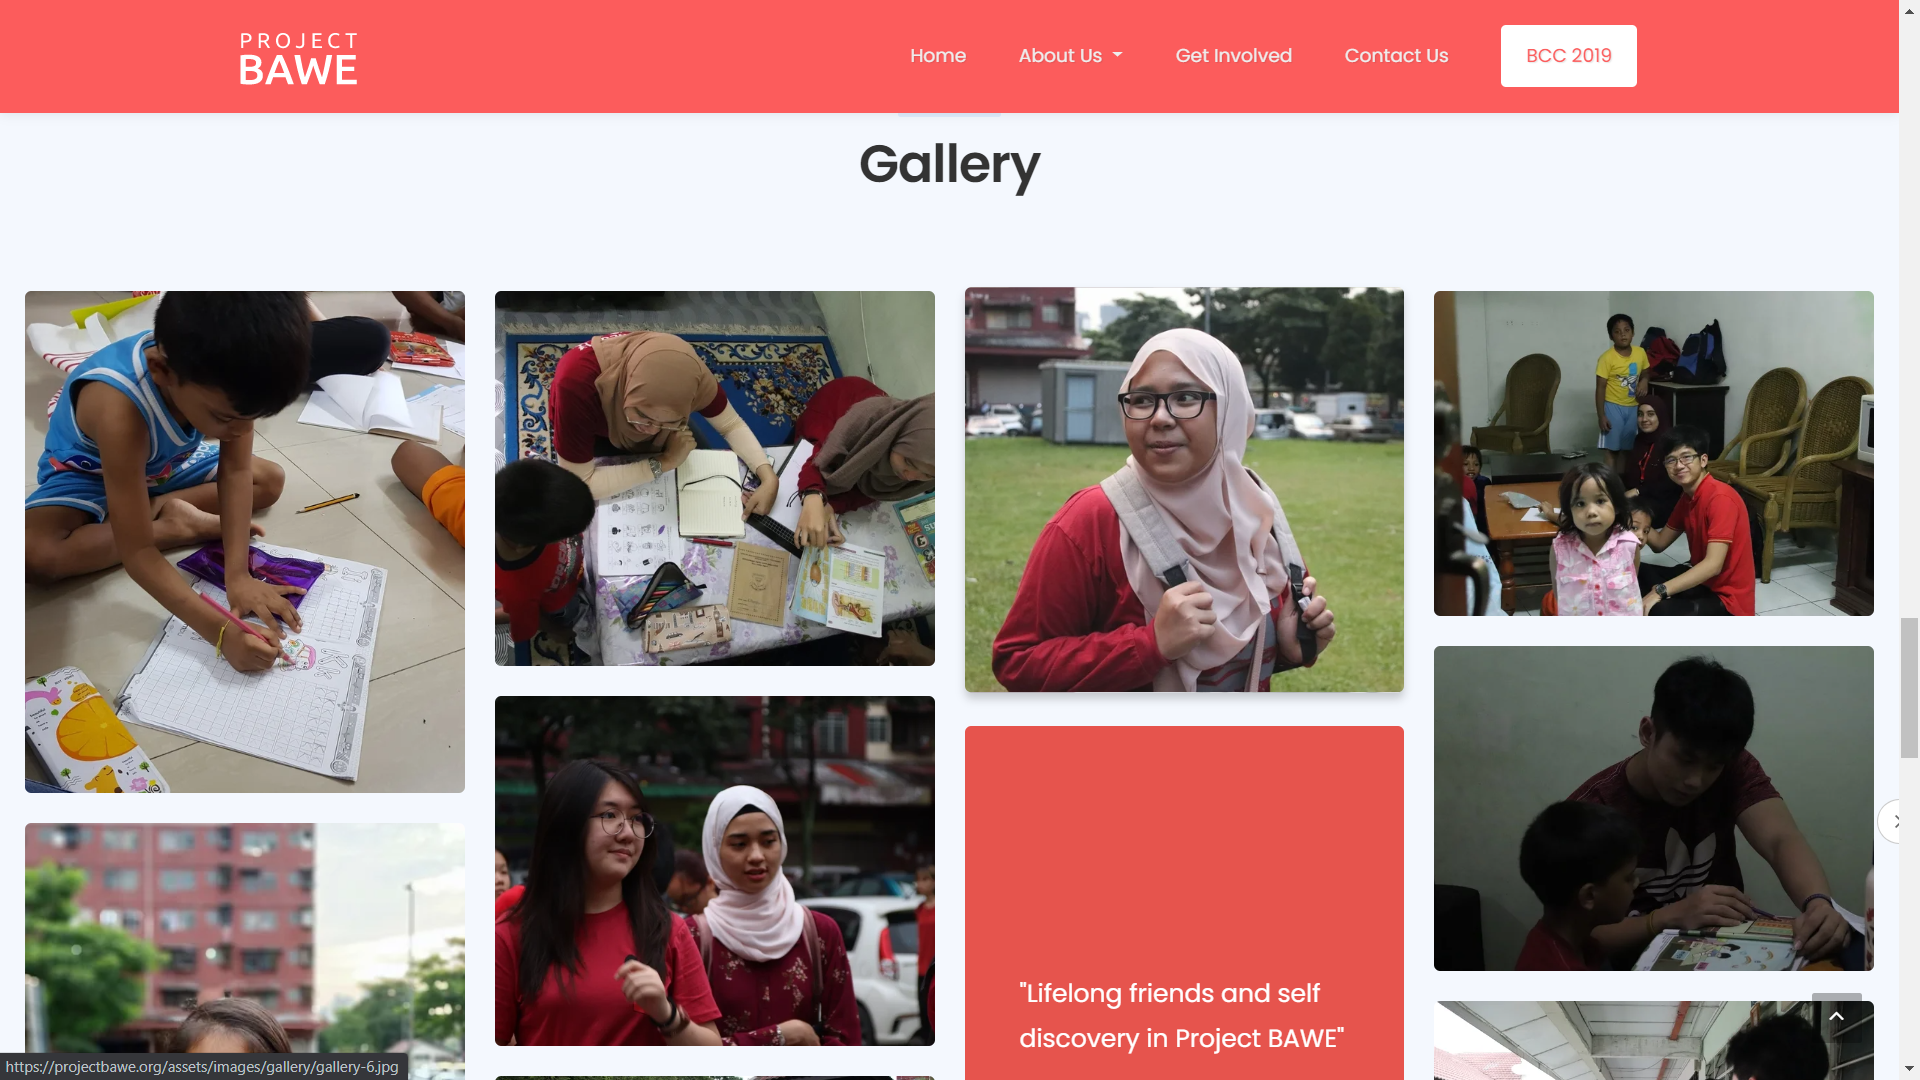 PROJECT
BAWE
Home
About Us
Get Involved
Contact Us
BCC 2019
Gallery
"Lifelong friends and self
discovery in Project BAWE"
https://projectbawe.org/assets/images/gallery/gallery-6.jpg